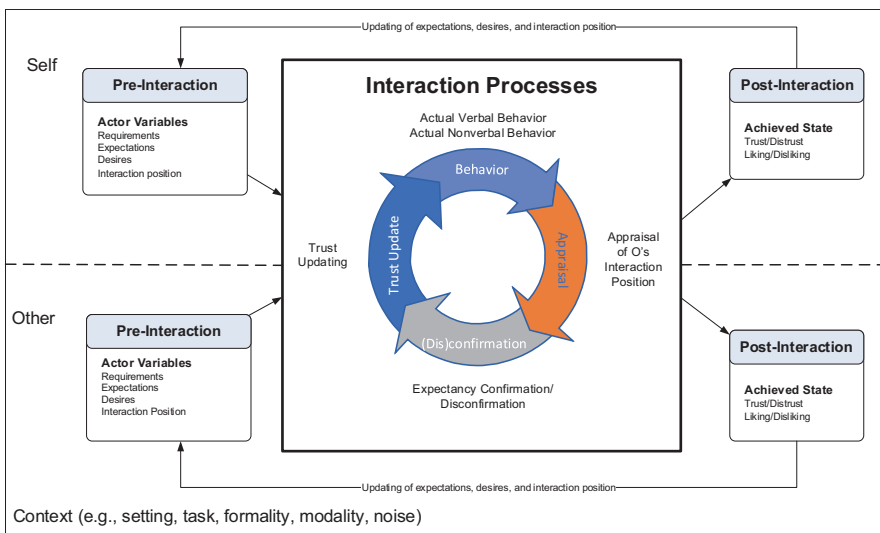 Updating of expectations, desires, and interaction position
Self
Pre-Interaction
Actor Variables
Requirements
Expectations
Desires
Interaction position
Interaction Processes
Actual Verbal Behavior
Actual Nonverbal Behavior
Behavior
Appraisal
(Dis)confirmation
Trust Update
Trust
Updating
Appraisal
of O's
Interaction
Position
Expectancy Confirmation/
Disconfirmation
Post-Interaction
Achieved State
Trust/Distrust
Liking/Disliking
Other
Pre-Interaction
Actor Variables
Requirements
Expectations
Desires
Interaction Position
Post-Interaction
Achieved State
Trust/Distrust
Liking/Disliking
Updating of expectations, desires, and interaction position
Context (e.g., setting, task, formality, modality, noise)